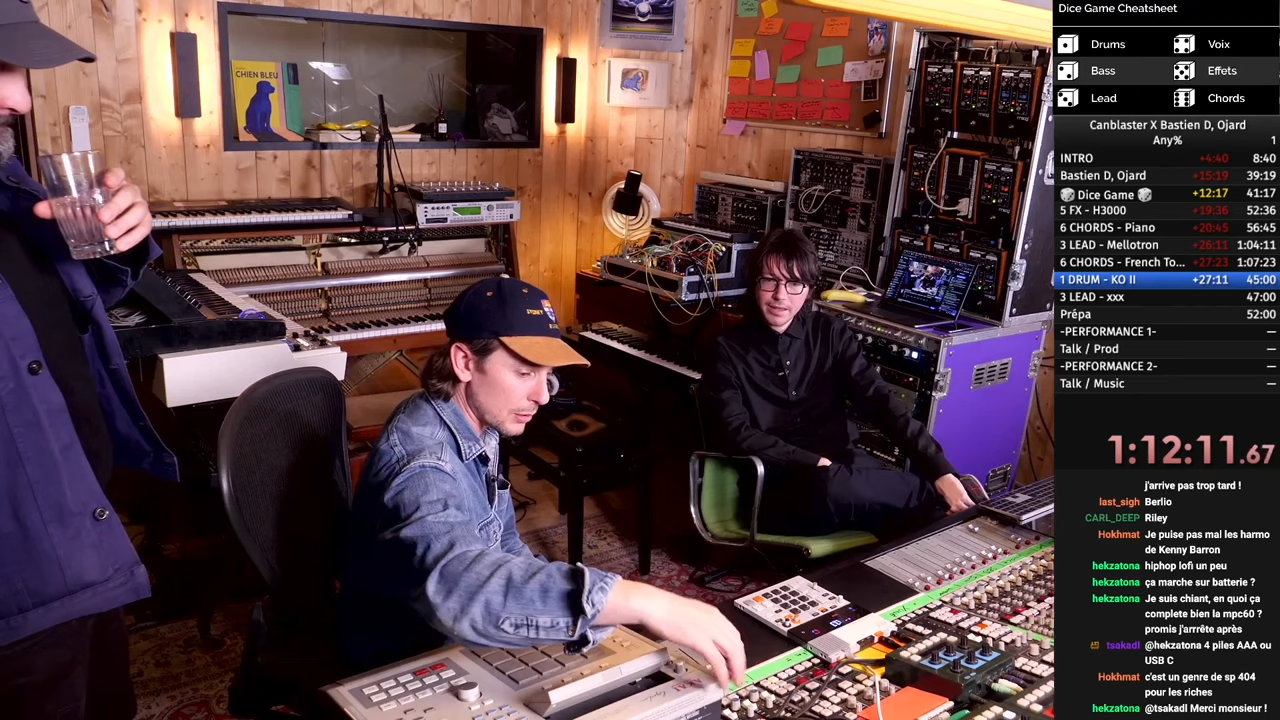 Dice Game Cheatsheet
Drums Voix
Bass Effets
Lead Chords
Canblaster X Bastien D, Ojard
Any%
1
INTRO +4:40 8:40
Bastien D, Ojard +15:19 39:19
Dice Game +12:17 41:17
5 FX - H3000 +19:36 52:36
6 CHORDS - Piano +20:45 56:45
3 LEAD - Mellotron +26:11 1:04:11
6 CHORDS - French To... +27:23 1:07:23
1 DRUM - KO II +27:11 45:00
3 LEAD - xxx 47:00
Prépa 52:00
-PERFORMANCE 1- —
Talk / Prod —
-PERFORMANCE 2- —
Talk / Music —
1:12:11.67
j'arrive pas trop tard !
last_sigh Berlio
CARL_DEEP Riley
Hokhmat Je puise pas mal les harmo
de Kenny Barron
hekzatona hiphop lofi un peu
hekzatona ça marche sur batterie ?
hekzatona Je suis chiant, en quoi ça
complete bien la mpc60 ?
promis j'arrrête après
tsakadl @hekzatona 4 piles AAA ou
USB C
Hokhmat c'est un genre de sp 404
pour les riches
hekzatona @tsakadl Merci monsieur !
CHIEN BLEU